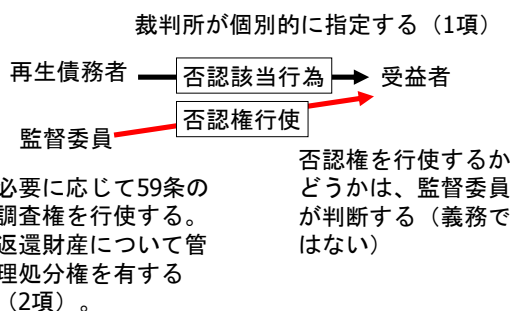 裁判所が個別的に指定する（1項）
再生債務者
否認該当行為
受益者
否認権行使
監督委員
必要に応じて59条の
調査権を行使する。
返還財産について管
理処分権を有する
（2項）。
否認権を行使するか
どうかは、監督委員
が判断する（義務で
はない）